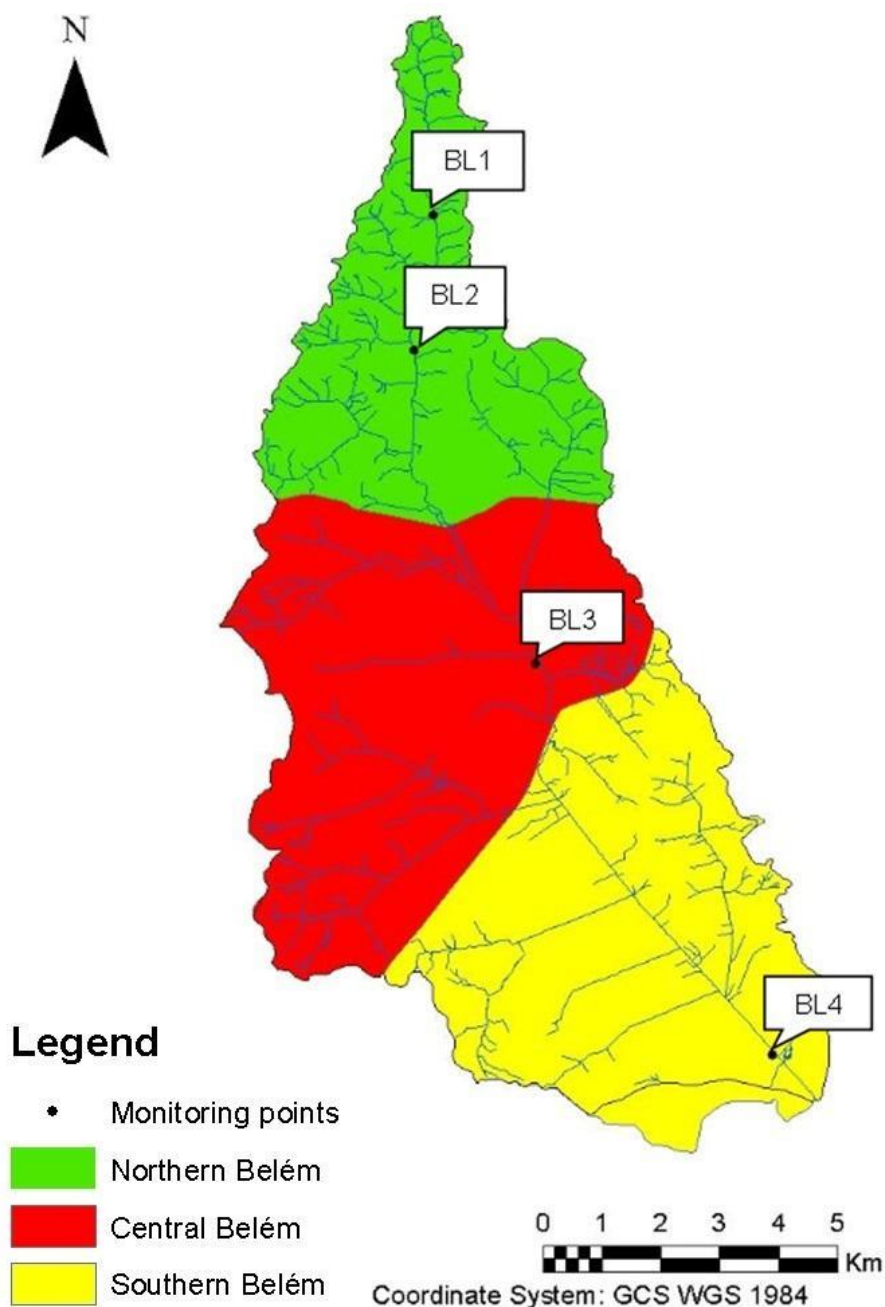 N
BL1
BL2
BL3
BL4
Legend
Monitoring points
Northern Belém
Central Belém
Southern Belém
0 1 2 3 4 5
Km
Coordinate System: GCS WGS 1984